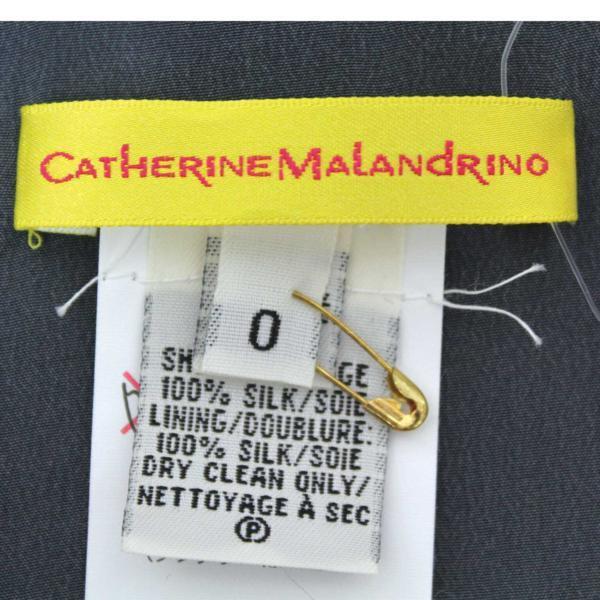 CATHERINE MALANDRINO
0
100% SILK/SOIE
LINING/DOUBLURE:
100% SILK/SOIE
DRY CLEAN ONLY/
NETTOYAGE À SEC
P